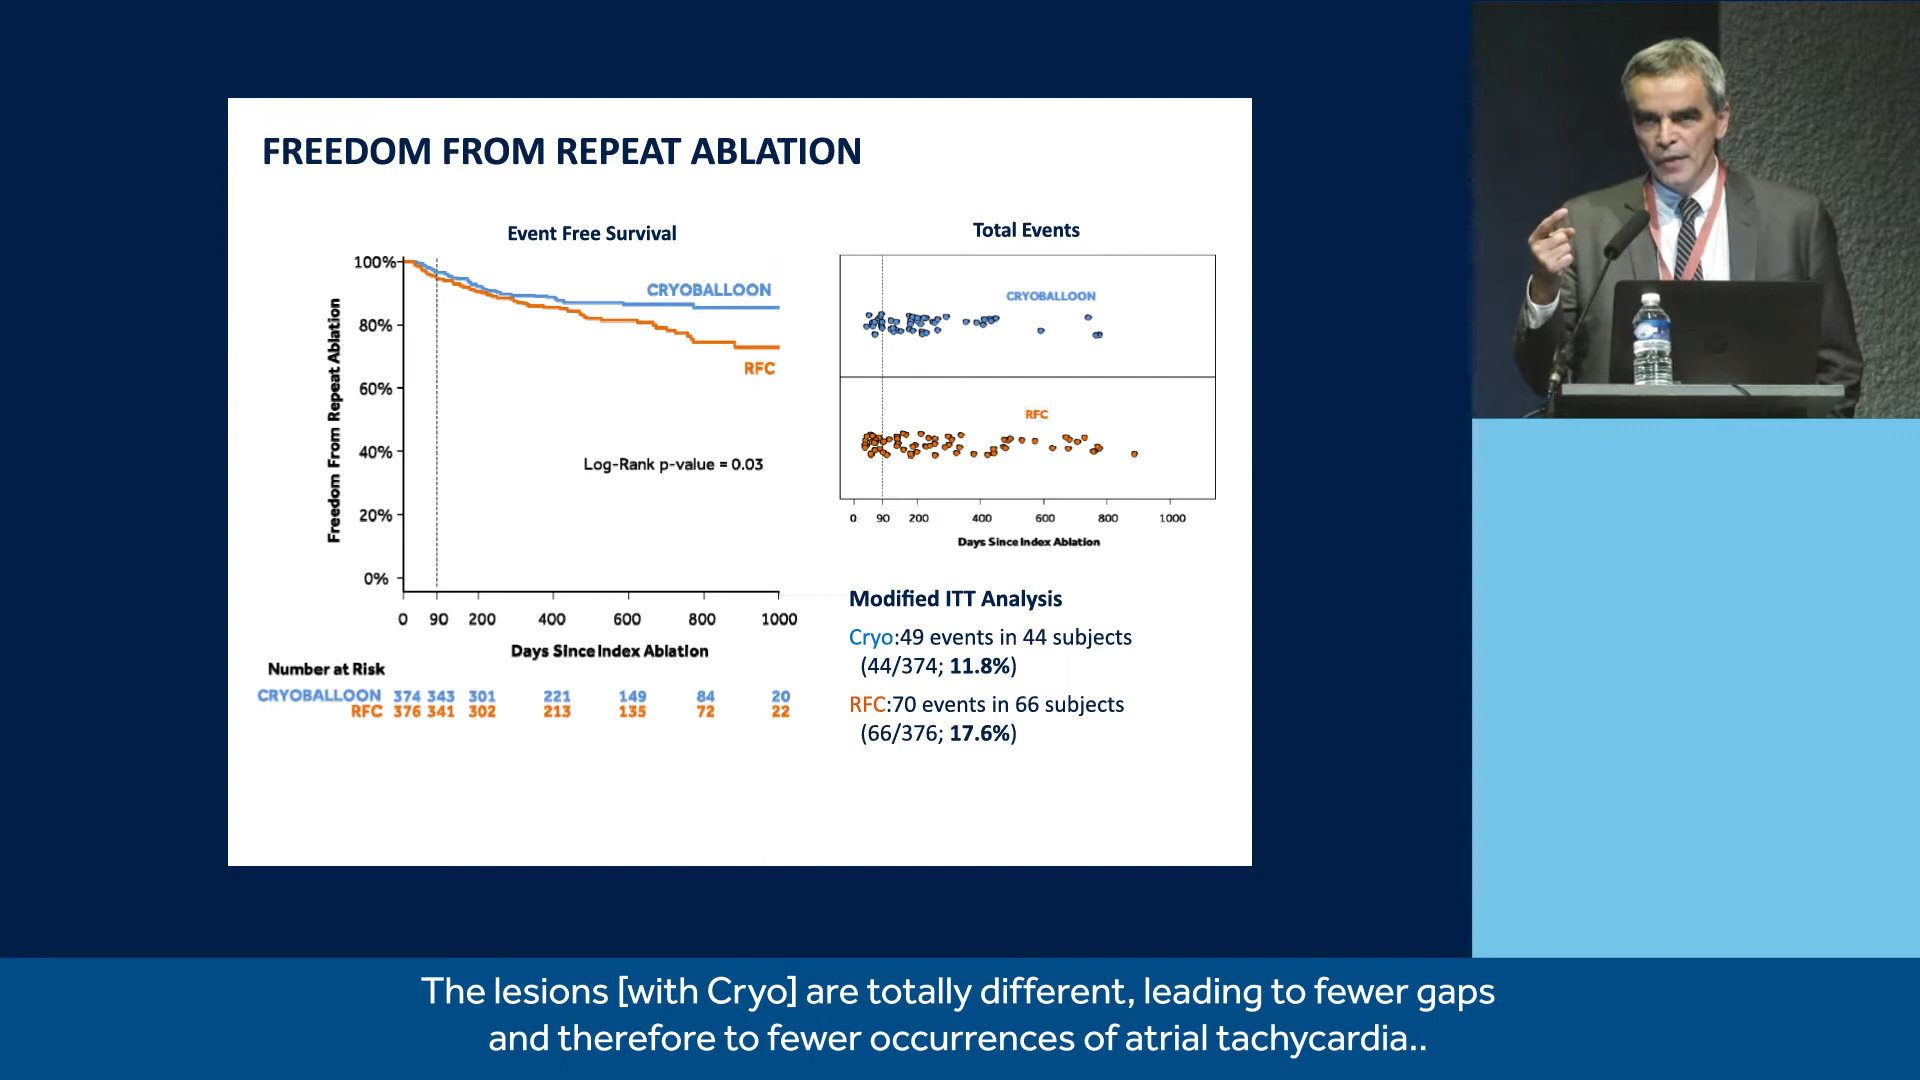 FREEDOM FROM REPEAT ABLATION
Event Free Survival
Freedom From Repeat Ablation
100%
80%
60%
40%
20%
0%
CRYOBALLOON
RFC
Log-Rank p-value = 0.03
0 90 200 400 600 800 1000
Days Since Index Ablation
Number at Risk
CRYOBALLOON 374 343 301 221 149 84 20
RFC 376 341 302 213 135 72 22
Total Events
CRYOBALLOON
RFC
0 90 200 400 600 800 1000
Days Since Index Ablation
Modified ITT Analysis
Cryo:49 events in 44 subjects
(44/374; 11.8%)
RFC:70 events in 66 subjects
(66/376; 17.6%)
The lesions [with Cryo] are totally different, leading to fewer gaps
and therefore to fewer occurrences of atrial tachycardia..